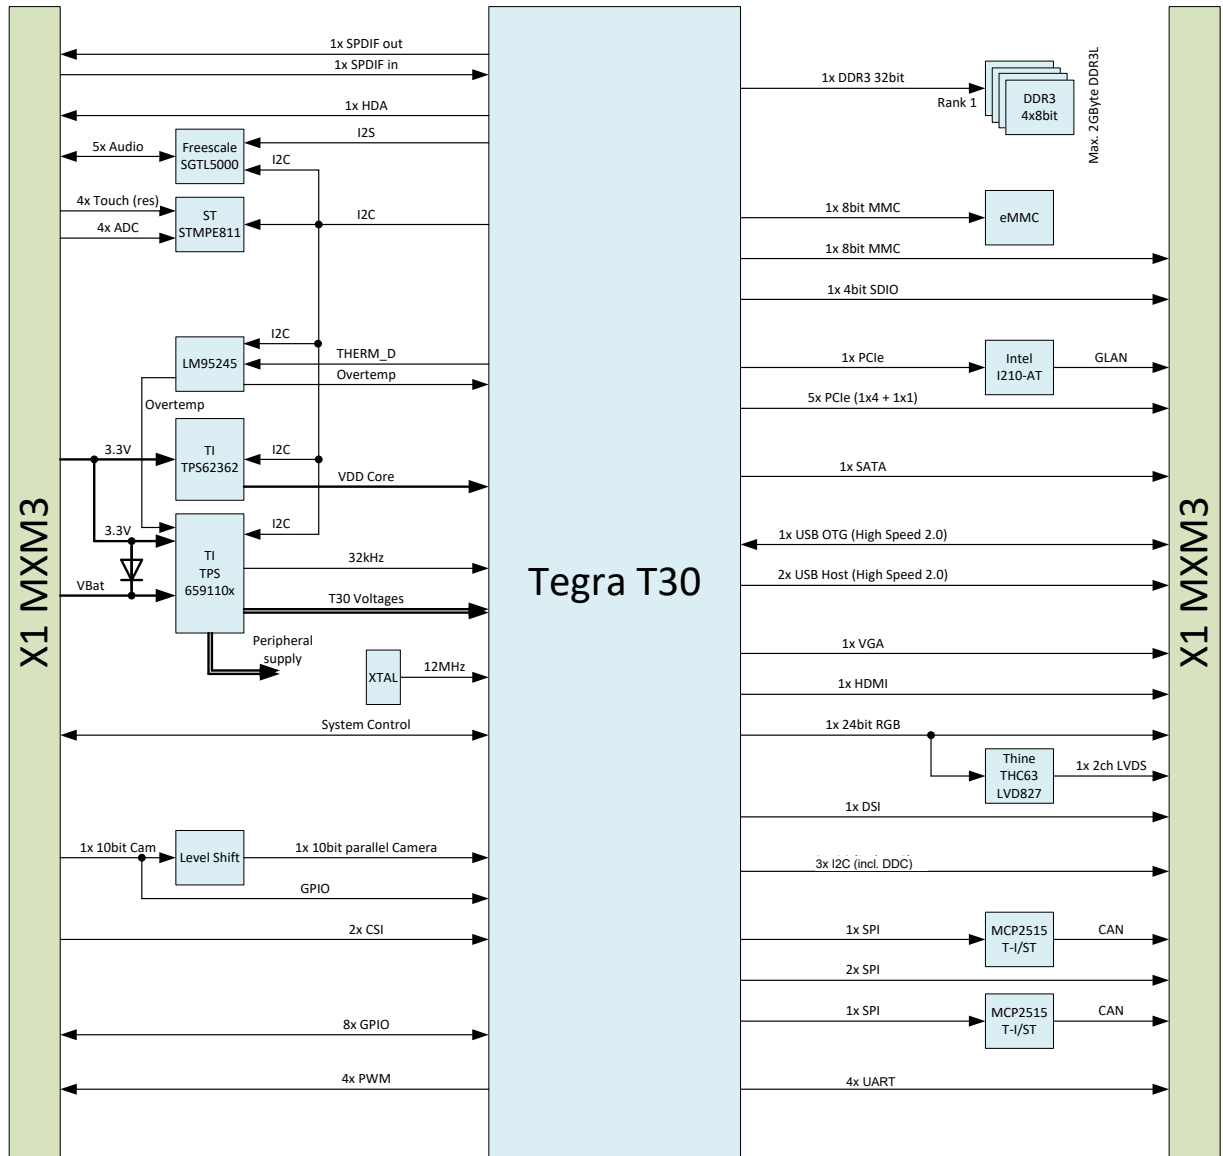 X1 MXM3
1x SPDIF out
1x SPDIF in
1x HDA
I2S
5x Audio
Freescale
SGTL5000
I2C
4x Touch (res)
ST
STMPE811
I2C
4x ADC
I2C
LM95245
THERM_D
Overtemp
Overtemp
3.3V
TI
TPS62362
I2C
VDD Core
3.3V
I2C
TI
TPS
659110x
32kHz
VBat
T30 Voltages
Peripheral
supply
XTAL
12MHz
System Control
1x 10bit Cam
Level Shift
1x 10bit parallel Camera
GPIO
2x CSI
8x GPIO
4x PWM
Tegra T30
1x DDR3 32bit
Rank 1
DDR3
4x8bit
Max. 2GByte DDR3L
1x 8bit MMC
eMMC
1x 8bit MMC
1x 4bit SDIO
1x PCIe
Intel
I210-AT
GLAN
5x PCIe (1x4 + 1x1)
1x SATA
1x USB OTG (High Speed 2.0)
2x USB Host (High Speed 2.0)
1x VGA
1x HDMI
1x 24bit RGB
Thine
THC63
LVD827
1x 2ch LVDS
1x DSI
3x I2C (incl. DDC)
1x SPI
MCP2515
T-I/ST
CAN
2x SPI
1x SPI
MCP2515
T-I/ST
CAN
4x UART
X1 MXM3